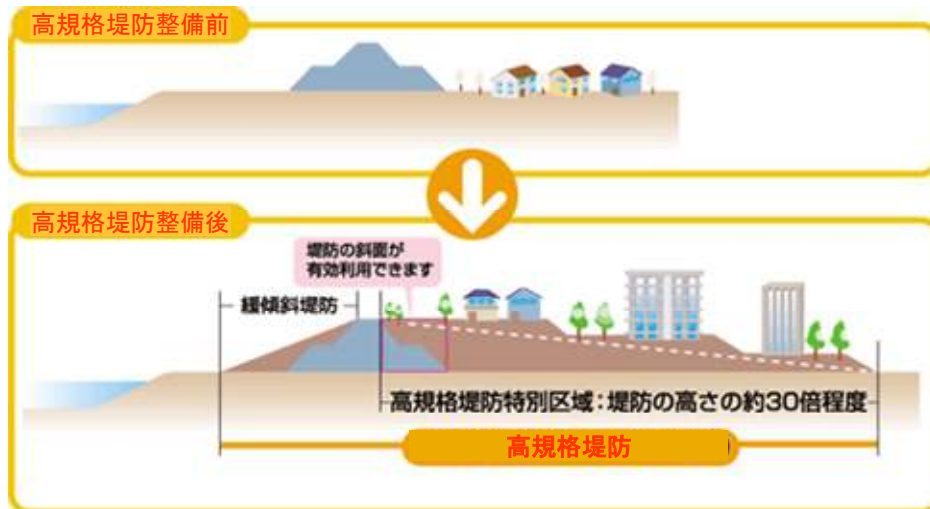 高規格堤防整備前
高規格堤防整備後
堤防の斜面が
有効利用できます
緩傾斜堤防
高規格堤防特別区域：堤防の高さの約30倍程度
高規格堤防